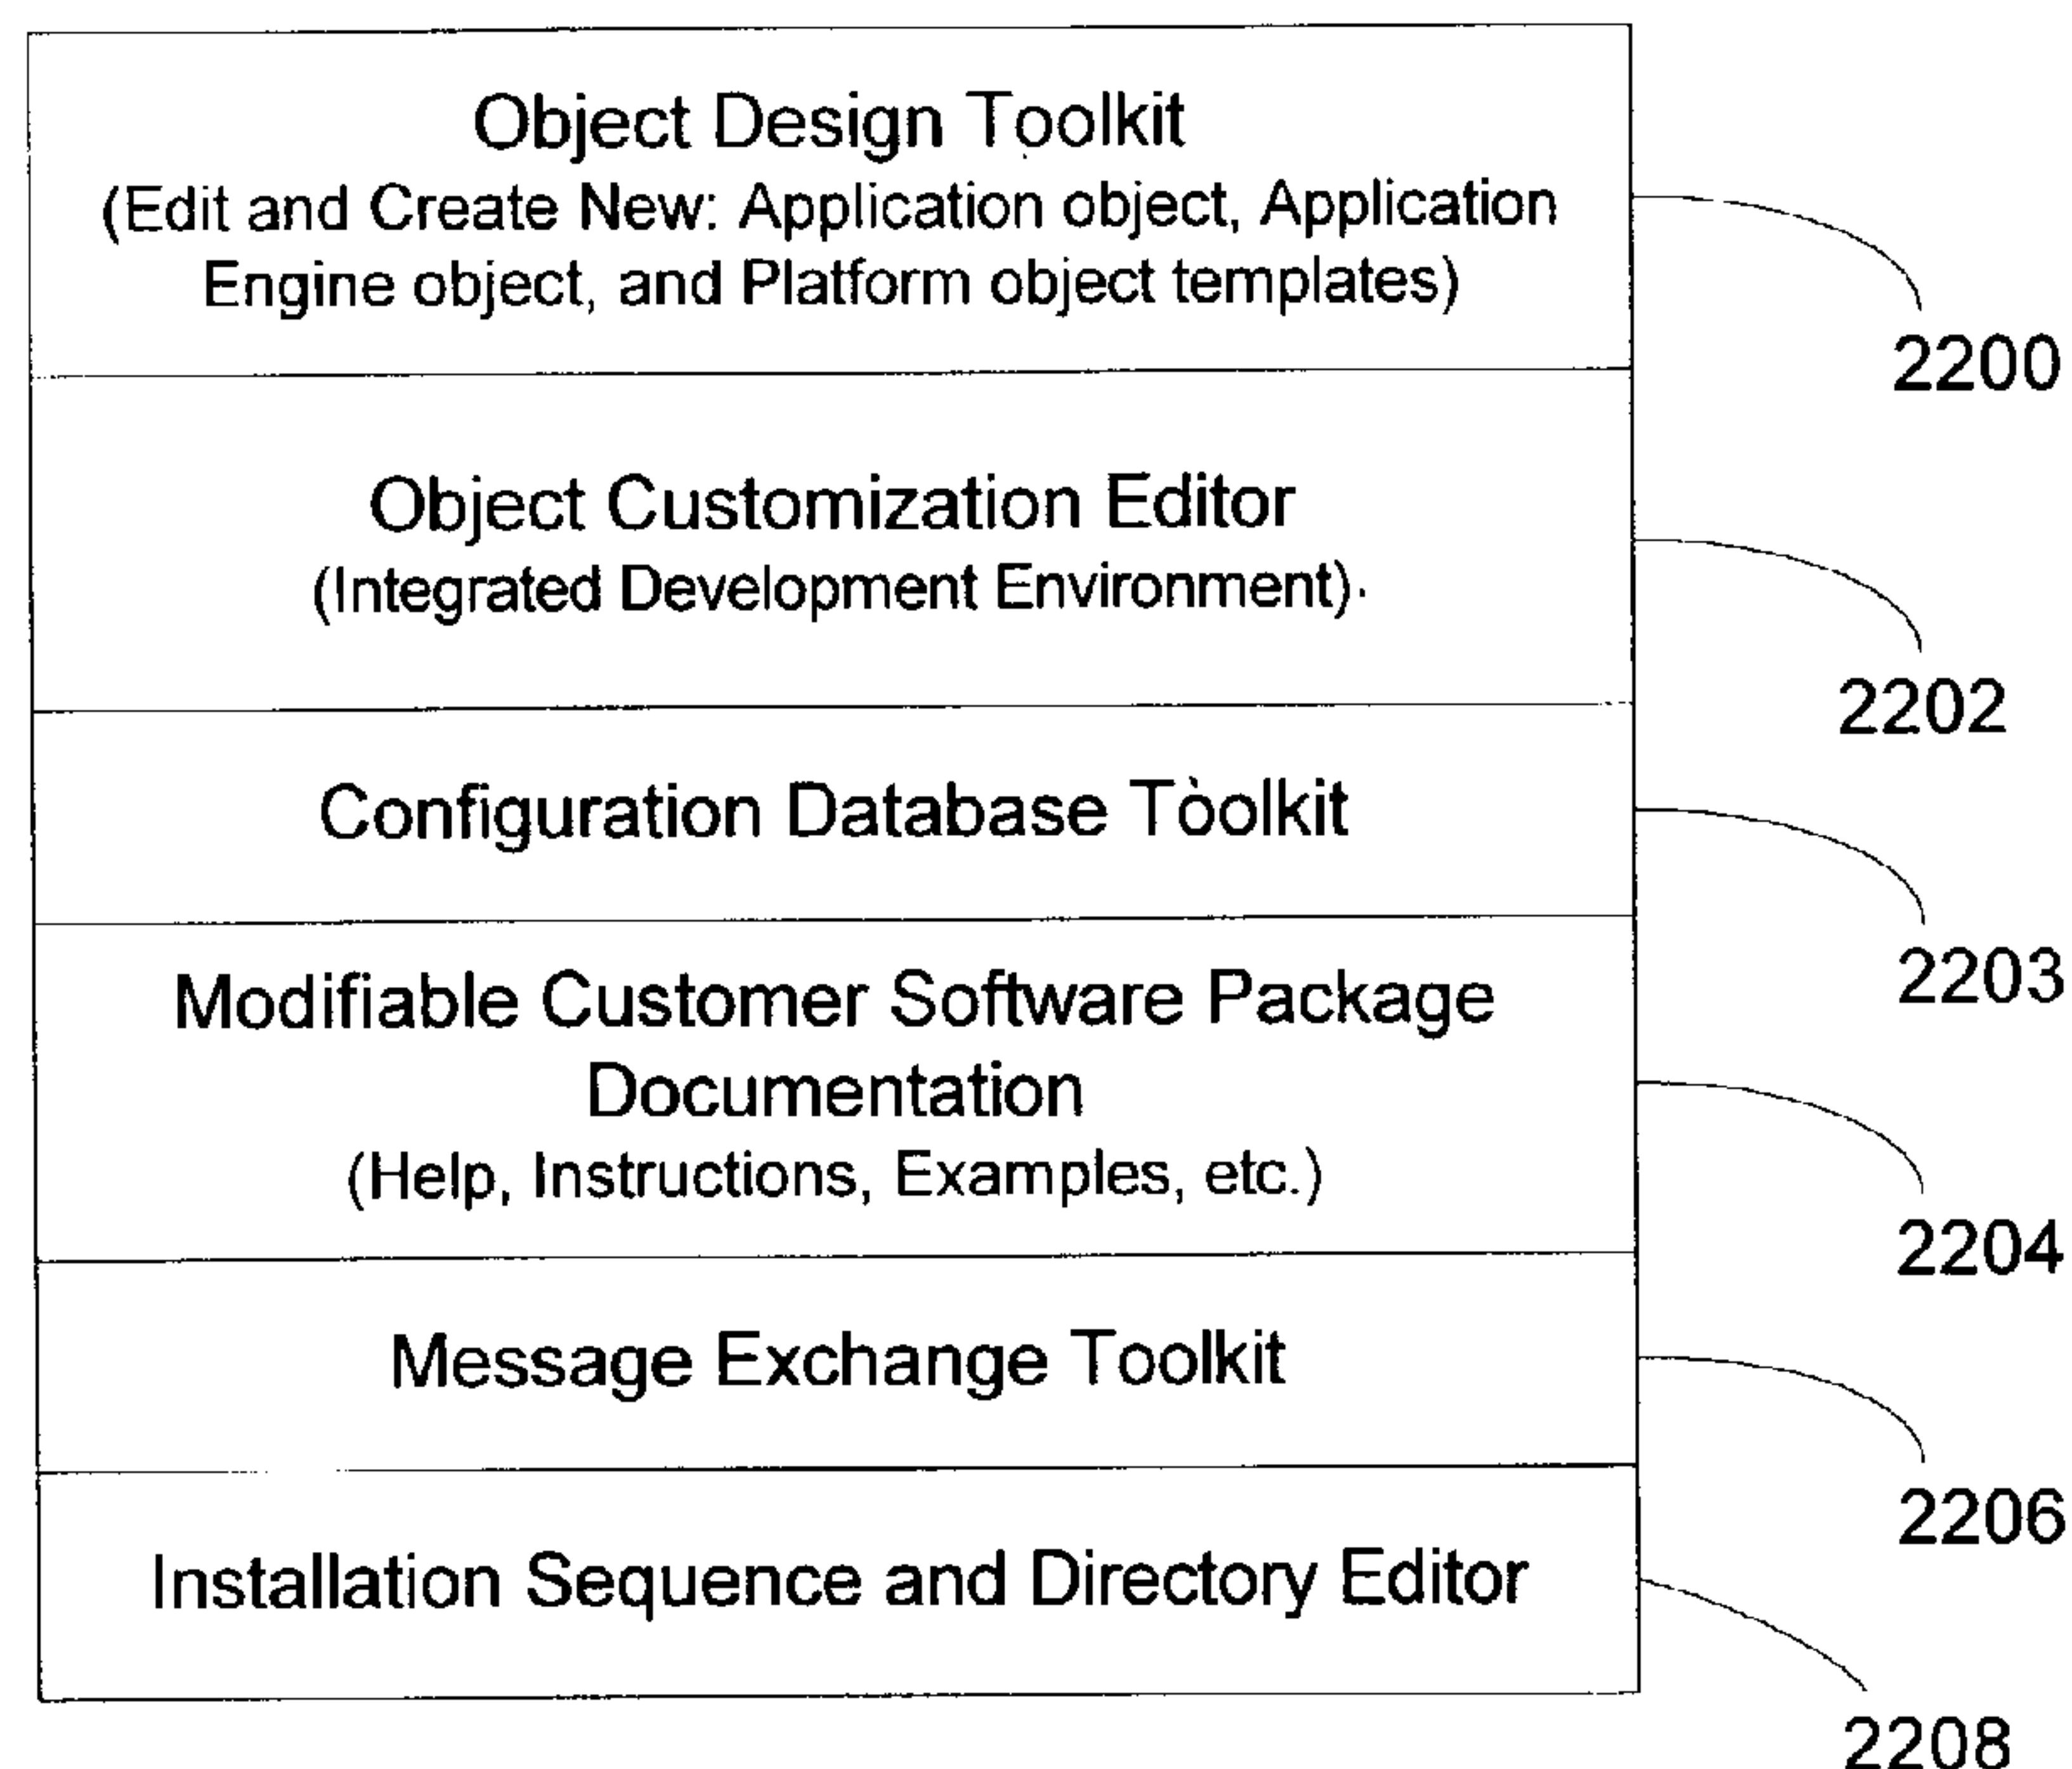 Object Design Toolkit
(Edit and Create New: Application object, Application
Engine object, and Platform object templates)
2200
Object Customization Editor
(Integrated Development Environment)
2202
Configuration Database Toolkit
2203
Modifiable Customer Software Package
Documentation
(Help, Instructions, Examples, etc.)
2204
Message Exchange Toolkit
2206
Installation Sequence and Directory Editor
2208